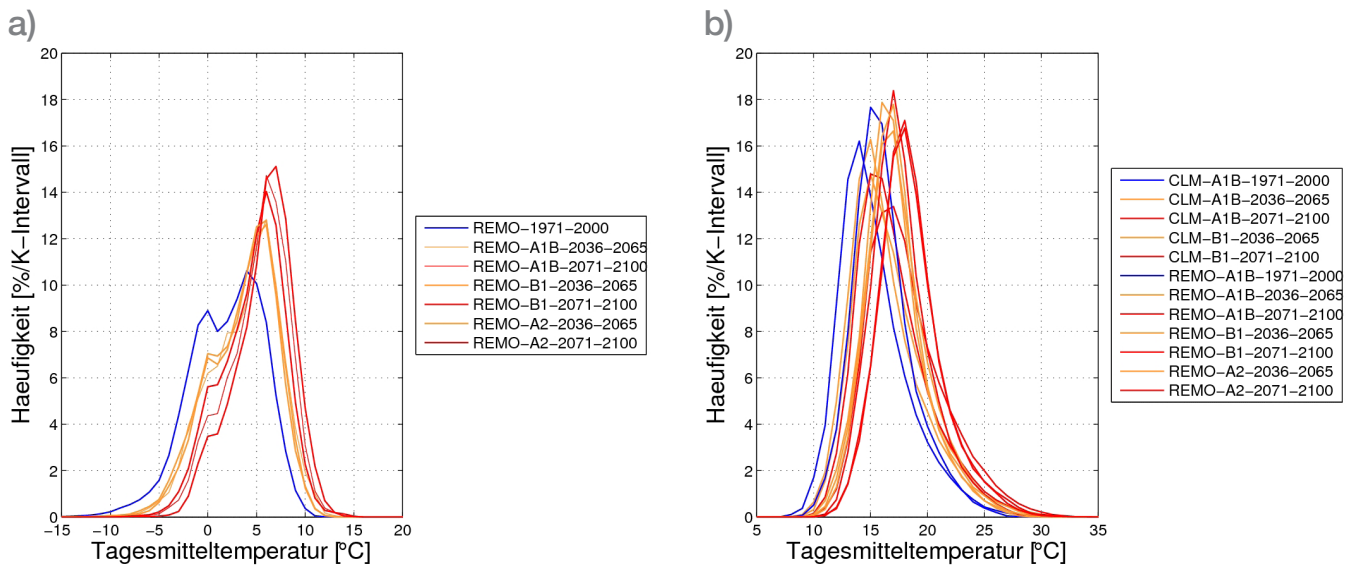 a)
20
18
16
14
12
10
8
6
4
2
0
Haeufigkeit [%/K-Intervall]
-15
-10
-5
0
5
10
15
20
Tagesmitteltemperatur [°C]
REMO-1971-2000
REMO-A1B-2036-2065
REMO-A1B-2071-2100
REMO-B1-2036-2065
REMO-B1-2071-2100
REMO-A2-2036-2065
REMO-A2-2071-2100
b)
20
18
16
14
12
10
8
6
4
2
0
Haeufigkeit [%/K-Intervall]
5
10
15
20
25
30
35
Tagesmitteltemperatur [°C]
CLM-A1B-1971-2000
CLM-A1B-2036-2065
CLM-A1B-2071-2100
CLM-B1-2036-2065
CLM-B1-2071-2100
REMO-A1B-1971-2000
REMO-A1B-2036-2065
REMO-A1B-2071-2100
REMO-B1-2036-2065
REMO-B1-2071-2100
REMO-A2-2036-2065
REMO-A2-2071-2100